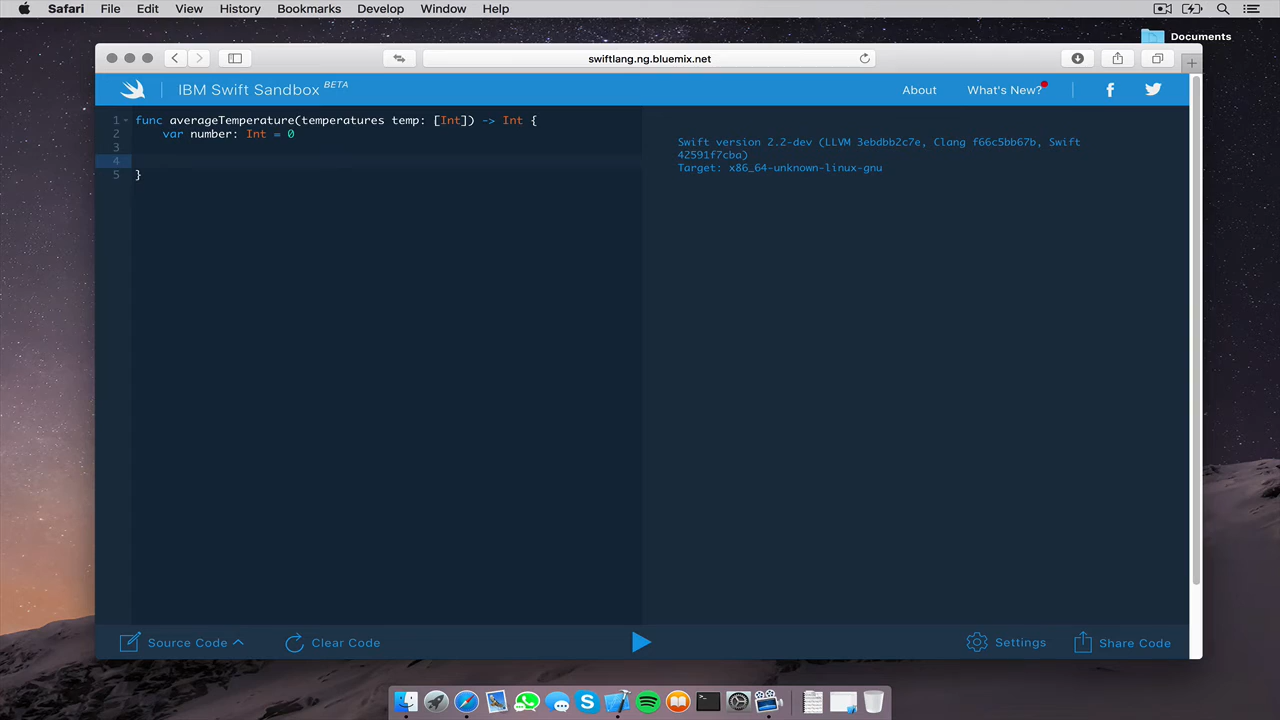 Safari File Edit View History Bookmarks Develop Window Help
Documents
swiftlang.ng.bluemix.net
IBM Swift Sandbox BETA
About What's New?
1 func averageTemperature(temperatures temp: [Int]) -> Int {
2 var number: Int = 0
3
4
5 }
Swift version 2.2-dev (LLVM 3ebdbb2c7e, Clang f66c5bb67b, Swift
42591f7cba)
Target: x86_64-unknown-linux-gnu
Source Code Clear Code Settings Share Code